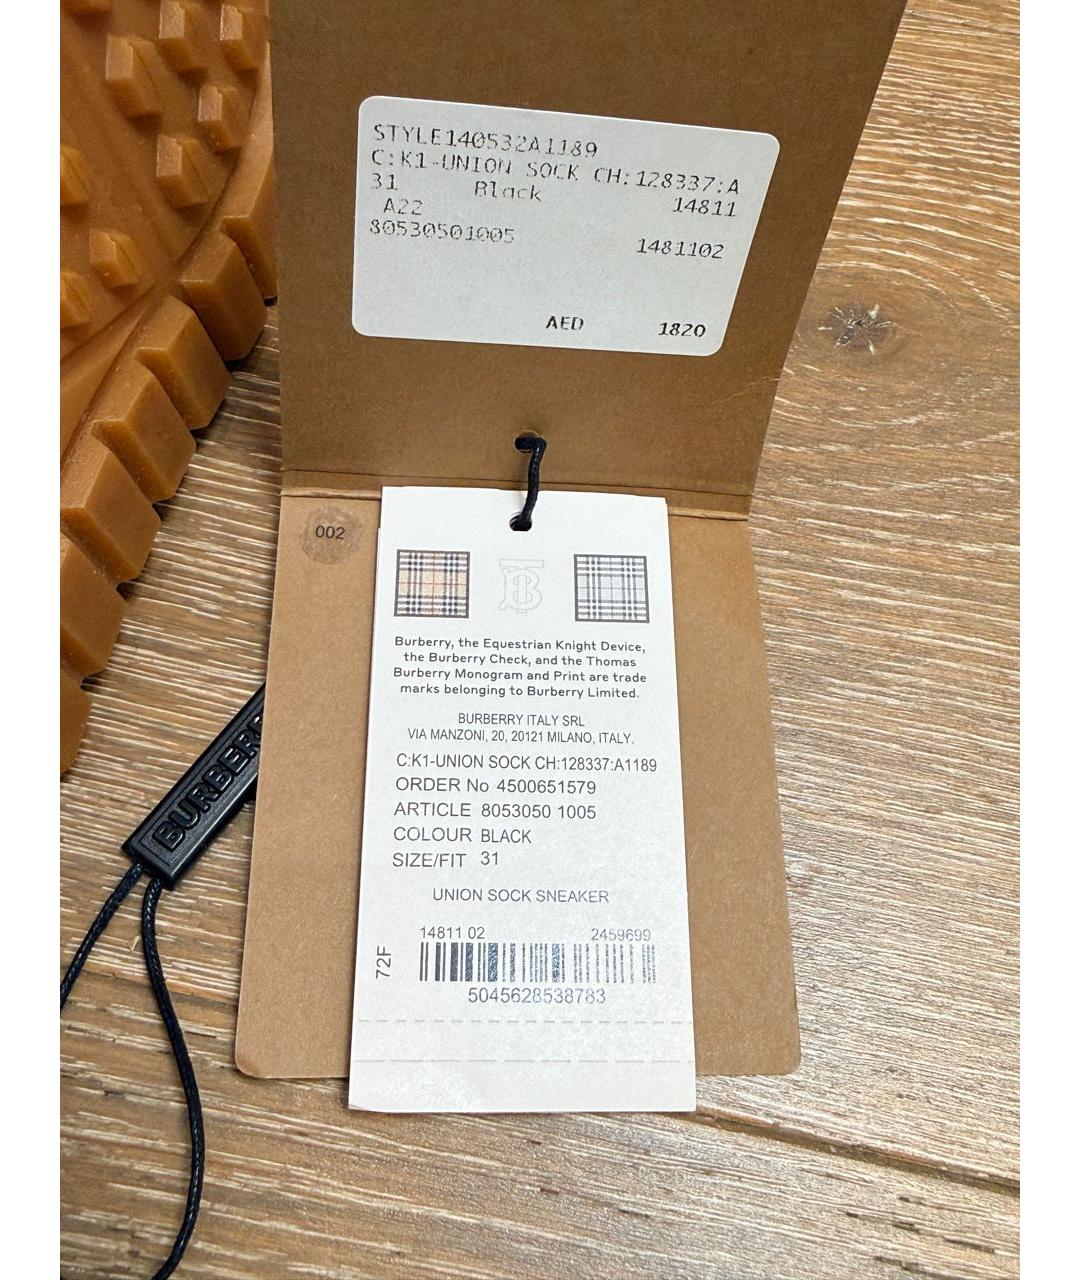 STYLE140532A1189
C:K1-UNION SOCK CH:128337:A
31 Black 14811
A22
80530501005 1481102
AED 1820
002
Burberry, the Equestrian Knight Device,
the Burberry Check, and the Thomas
Burberry Monogram and Print are trade
marks belonging to Burberry Limited.
BURBERRY ITALY SRL
VIA MANZONI, 20, 20121 MILANO, ITALY.
C:K1-UNION SOCK CH:128337:A1189
ORDER No 4500651579
ARTICLE 8053050 1005
COLOUR BLACK
SIZE/FIT 31
UNION SOCK SNEAKER
14811 02 2459699
72F
5045628538783
BURBERR